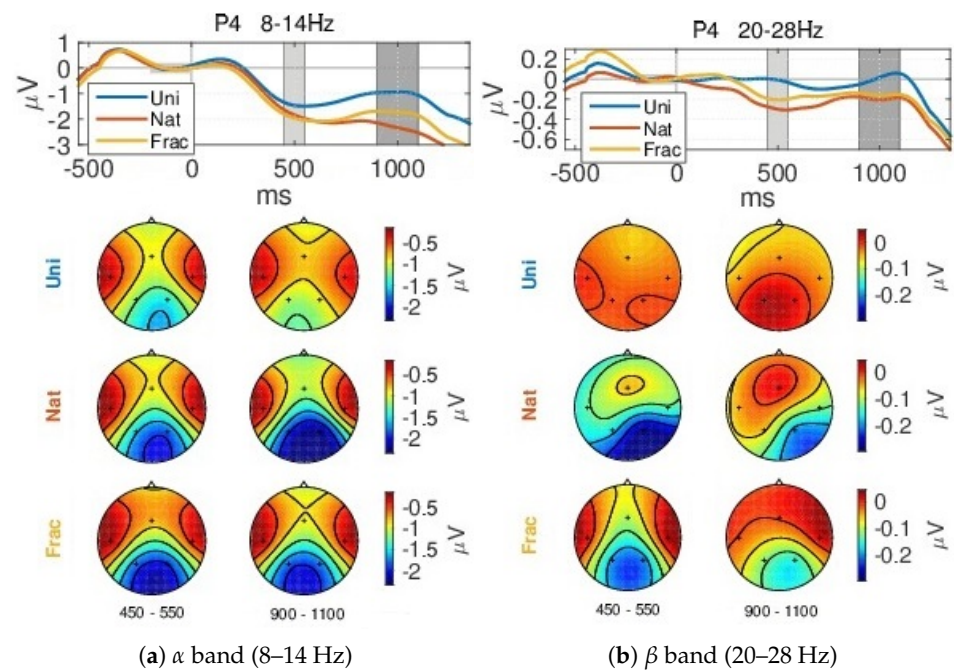 P4 8-14Hz
1
0
-1
-2
-3
μV
Uni
Nat
Frac
-500 0 500 1000
ms
P4 20-28Hz
0.2
0
-0.2
-0.4
-0.6
μV
Uni
Nat
Frac
-500 0 500 1000
ms
Uni
-0.5
-1
-1.5
-2
μV
Uni
0
-0.1
-0.2
μV
Nat
-0.5
-1
-1.5
-2
μV
Nat
0
-0.1
-0.2
μV
Frac
-0.5
-1
-1.5
-2
μV
Frac
0
-0.1
-0.2
μV
450 - 550 900 - 1100
450 - 550 900 - 1100
(a) α band (8–14 Hz)
(b) β band (20–28 Hz)